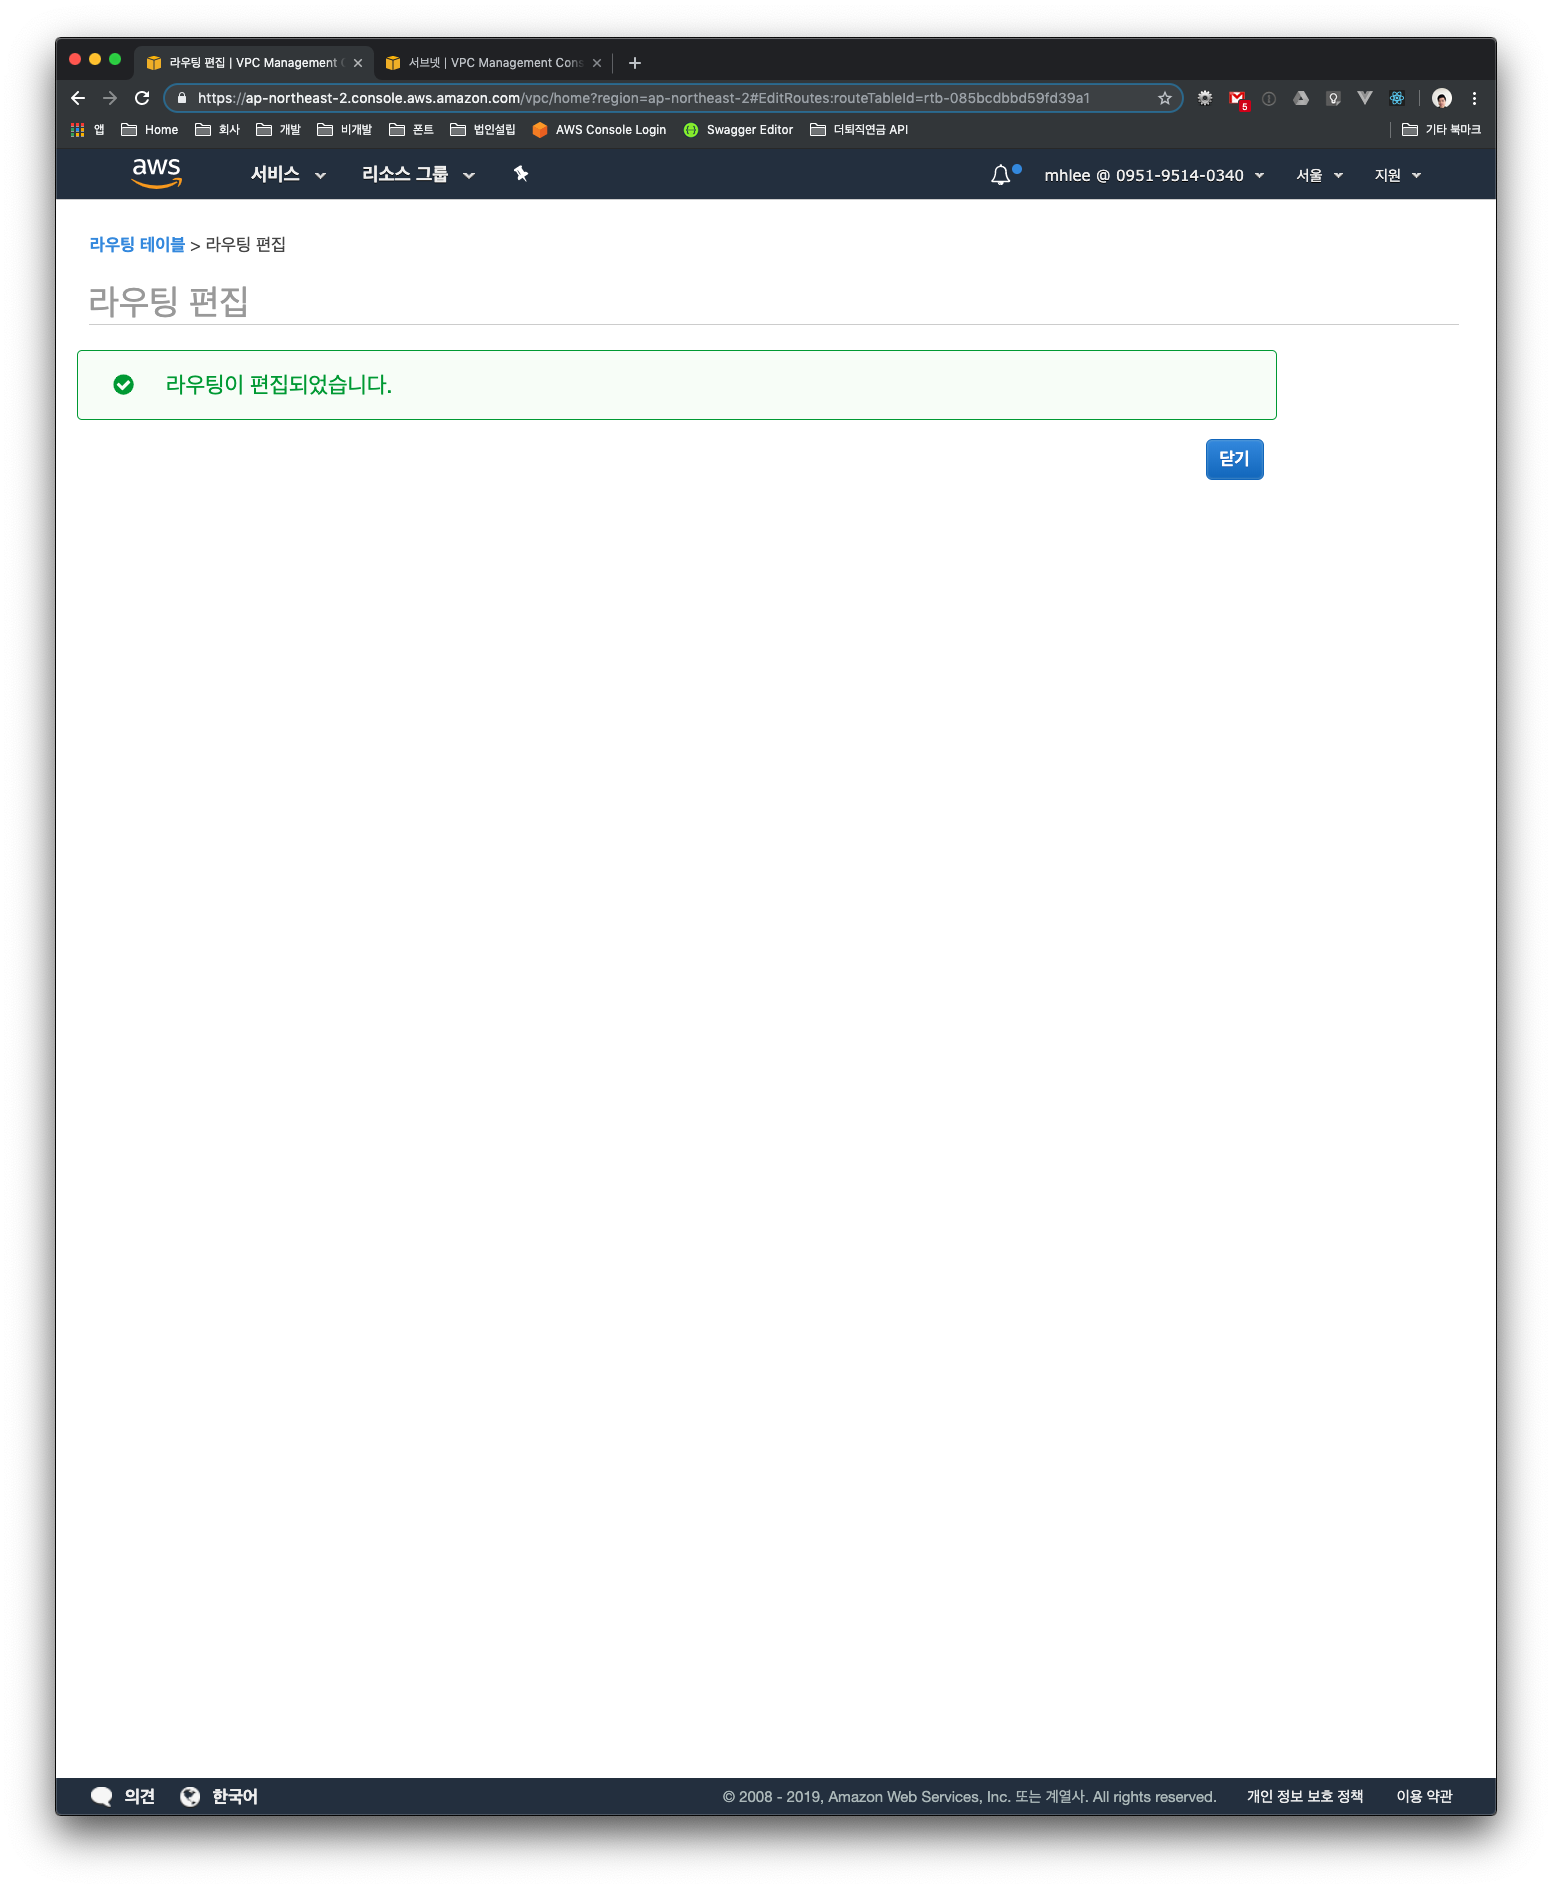 라우팅 편집 | VPC Management
서브넷 | VPC Management Cons
https://ap-northeast-2.console.aws.amazon.com/vpc/home?region=ap-northeast-2#EditRoutes:routeTableId=rtb-085bcdbbd59fd39a1
5
앱 Home 회사 개발 비개발 폰트 법인설립 AWS Console Login Swagger Editor 더퇴직연금 API 기타 북마크
aws 서비스 리소스 그룹 mhlee @ 0951-9514-0340 서울 지원
라우팅 테이블 > 라우팅 편집
라우팅 편집
라우팅이 편집되었습니다.
닫기
의견 한국어 © 2008 - 2019, Amazon Web Services, Inc. 또는 계열사. All rights reserved. 개인 정보 보호 정책 이용 약관